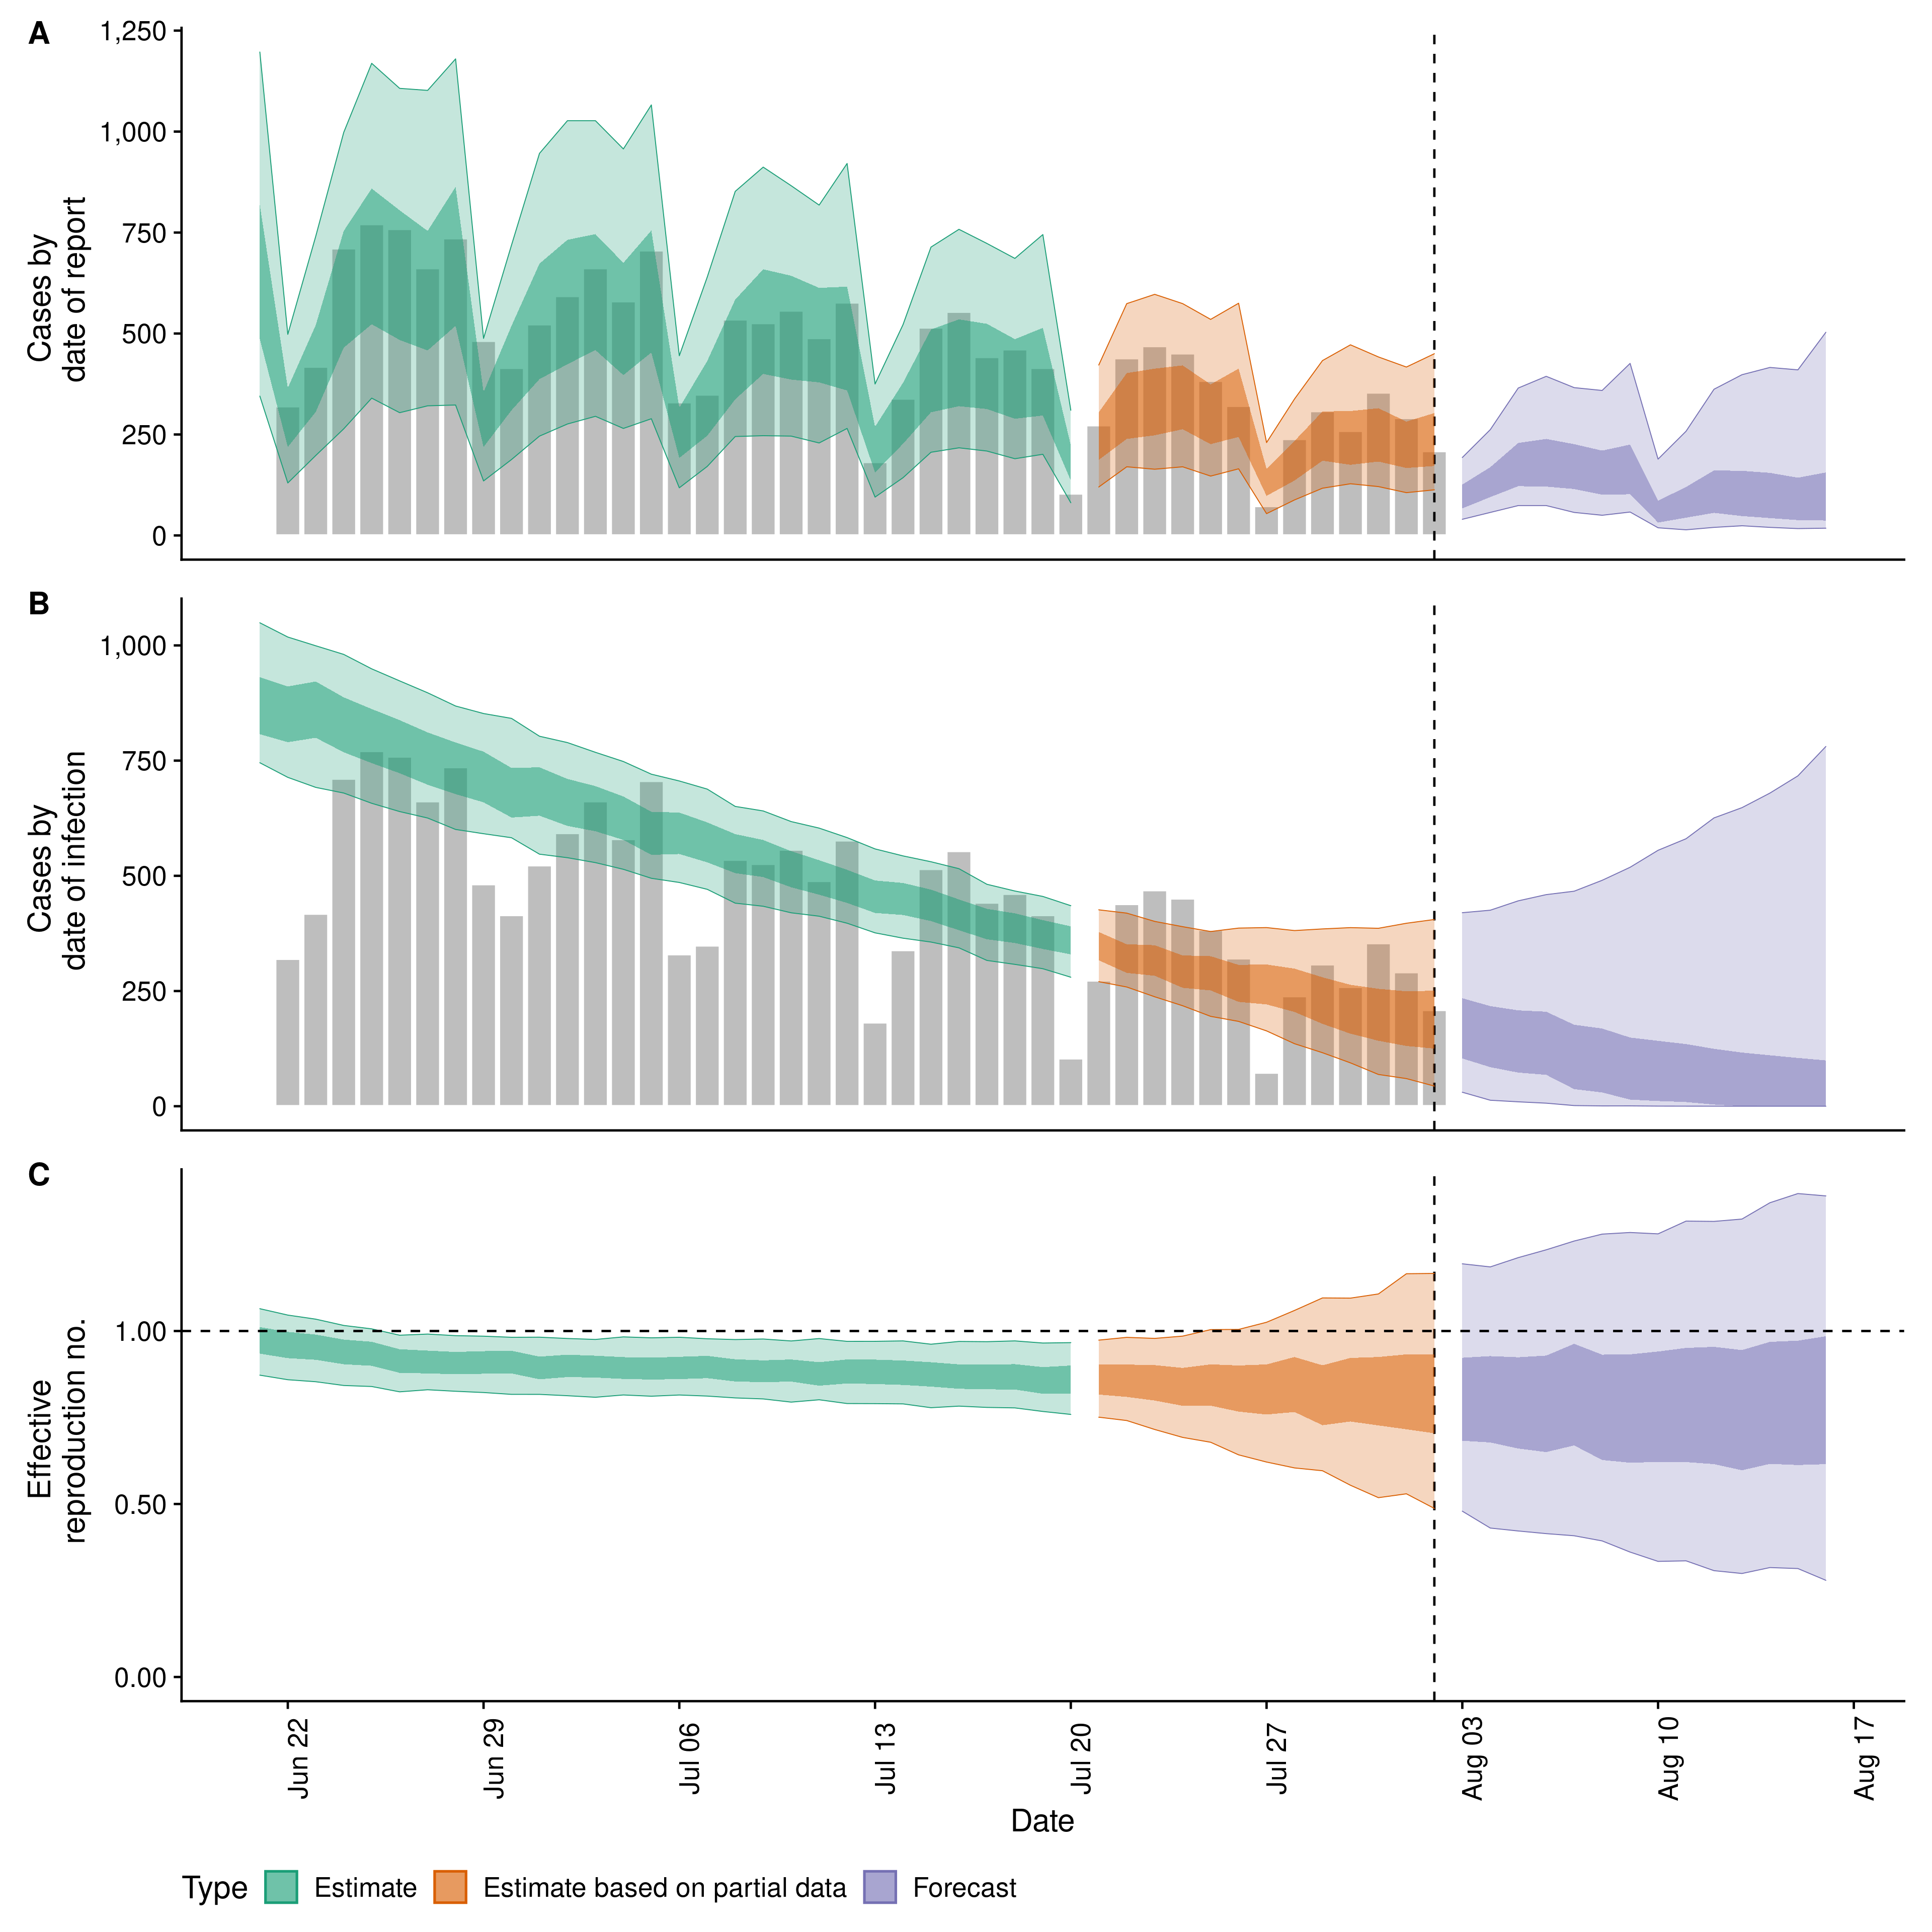 A
Cases by
date of report
1,250
1,000
750
500
250
0
B
Cases by
date of infection
1,000
750
500
250
0
C
Effective
reproduction no.
1.00
0.50
0.00
Jun 22
Jun 29
Jul 06
Jul 13
Jul 20
Jul 27
Aug 03
Aug 10
Aug 17
Date
Type Estimate Estimate based on partial data Forecast